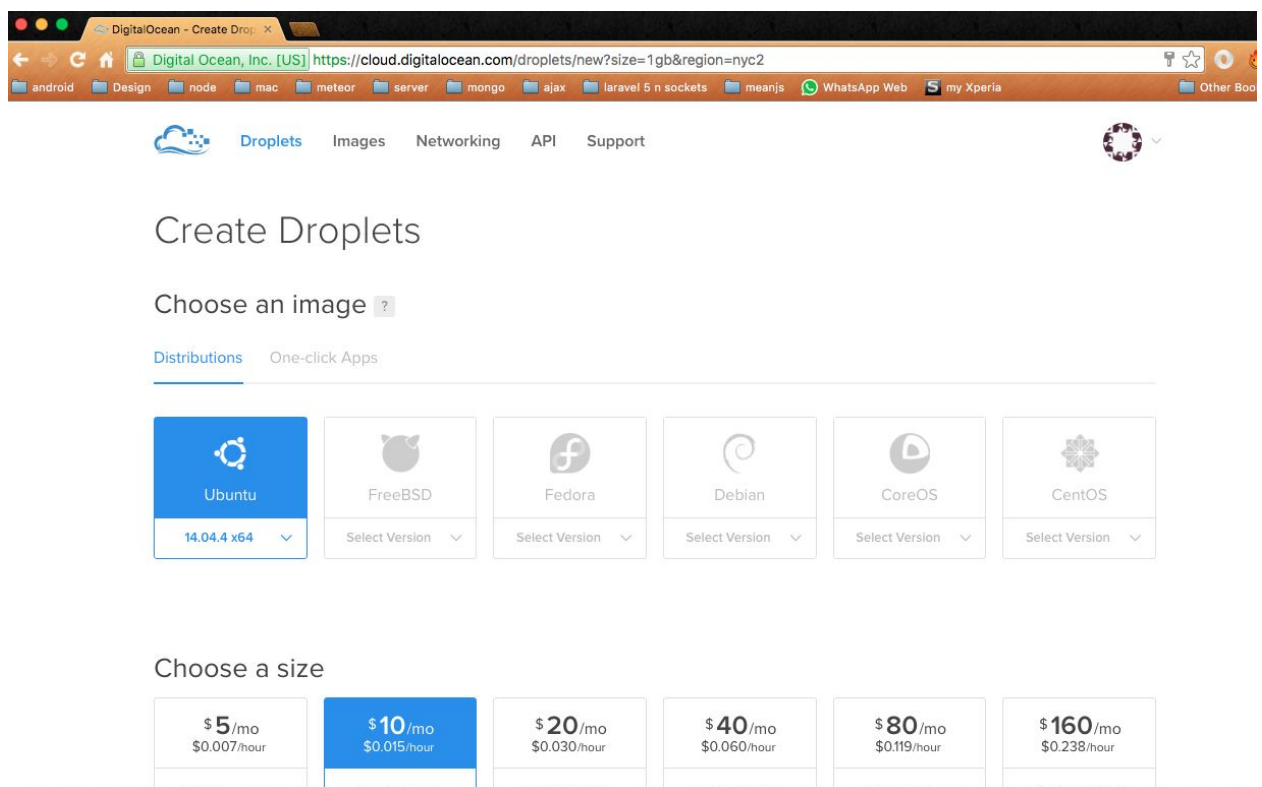 DigitalOcean - Create Drop
Digital Ocean, Inc. [US] https://cloud.digitalocean.com/droplets/new?size=1gb&region=nyc2
android Design node mac meteor server mongo ajax laravel 5 n sockets meanjs WhatsApp Web S my Xperia Other Boo
Droplets Images Networking API Support
Create Droplets
Choose an image ?
Distributions One-click Apps
Ubuntu FreeBSD Fedora Debian CoreOS CentOS
14.04.4 x64 Select Version Select Version Select Version Select Version Select Version
Choose a size
$5/mo $10/mo $20/mo $40/mo $80/mo $160/mo
$0.007/hour $0.015/hour $0.030/hour $0.060/hour $0.119/hour $0.238/hour